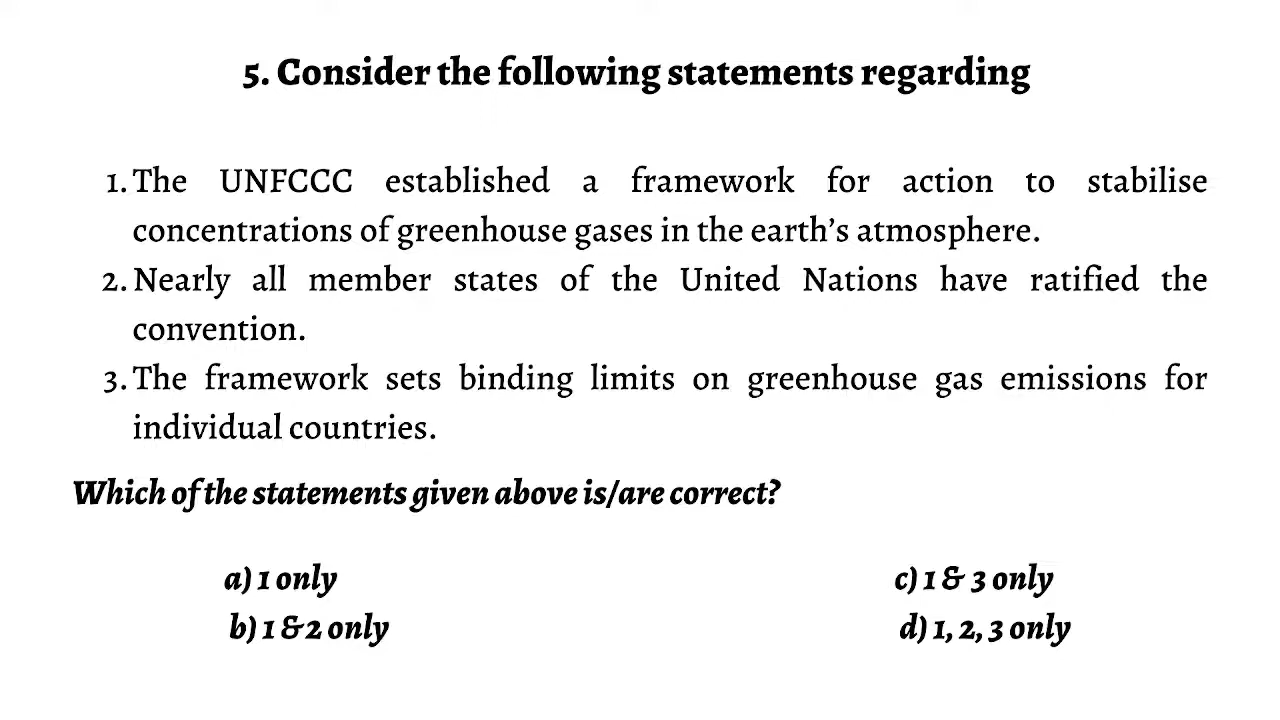 5. Consider the following statements regarding
1. The UNFCCC established a framework for action to stabilise
concentrations of greenhouse gases in the earth’s atmosphere.
2. Nearly all member states of the United Nations have ratified the
convention.
3. The framework sets binding limits on greenhouse gas emissions for
individual countries.
Which of the statements given above is/are correct?
a) 1 only
b) 1 &2 only
c) 1 & 3 only
d) 1, 2, 3 only